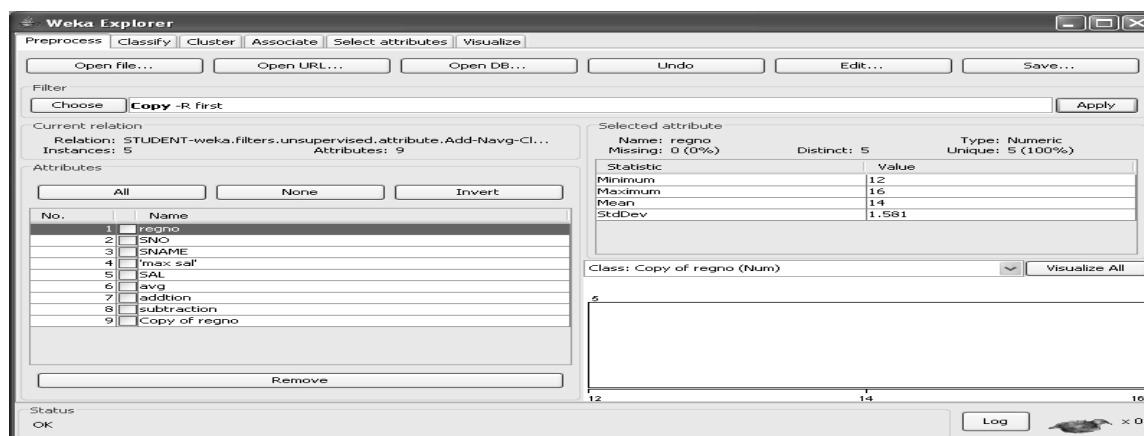 Weka Explorer
Preprocess Classify Cluster Associate Select attributes Visualize
Open file... Open URL... Open DB... Undo Edit... Save...
Filter
Choose Copy -R first Apply
Current relation
Relation: STUDENT-weka.filters.unsupervised.attribute.Add-Navg-Cl...
Instances: 5 Attributes: 9
Attributes
All None Invert
No. Name
1 regno
2 SNO
3 SNAME
4 'max sal'
5 SAL
6 avg
7 addtion
8 subtraction
9 Copy of regno
Remove
Selected attribute
Name: regno Type: Numeric
Missing: 0 (0%) Distinct: 5 Unique: 5 (100%)
Statistic Value
Minimum 12
Maximum 16
Mean 14
StdDev 1.581
Class: Copy of regno (Num) Visualize All
5
12 14 16
Status
OK Log x 0